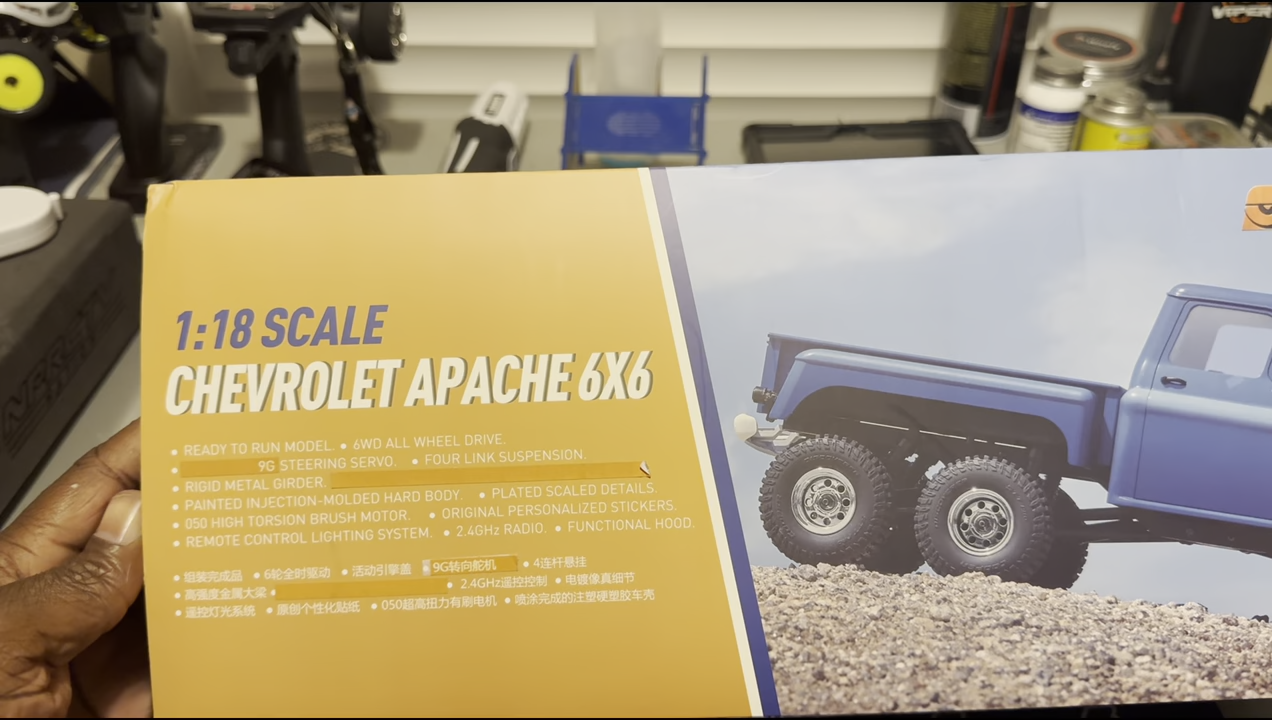 VIPER
1:18 SCALE
CHEVROLET APACHE 6X6
• READY TO RUN MODEL. • 6WD ALL WHEEL DRIVE.
• 9G STEERING SERVO. • FOUR LINK SUSPENSION.
• RIGID METAL GIRDER.
• PAINTED INJECTION-MOLDED HARD BODY. • PLATED SCALED DETAILS.
• 050 HIGH TORSION BRUSH MOTOR. • ORIGINAL PERSONALIZED STICKERS.
• REMOTE CONTROL LIGHTING SYSTEM. • 2.4GHz RADIO. • FUNCTIONAL HOOD.
• 组装完成品 • 6轮全时驱动 • 活动引擎盖 • 9G转向舵机 • 4连杆悬挂
• 高强度金属大梁 • • 2.4GHz遥控控制 • 电镀像真细节
• 遥控灯光系统 • 原创个性化贴纸 • 050超高扭力有刷电机 • 喷涂完成的注塑硬塑胶车壳